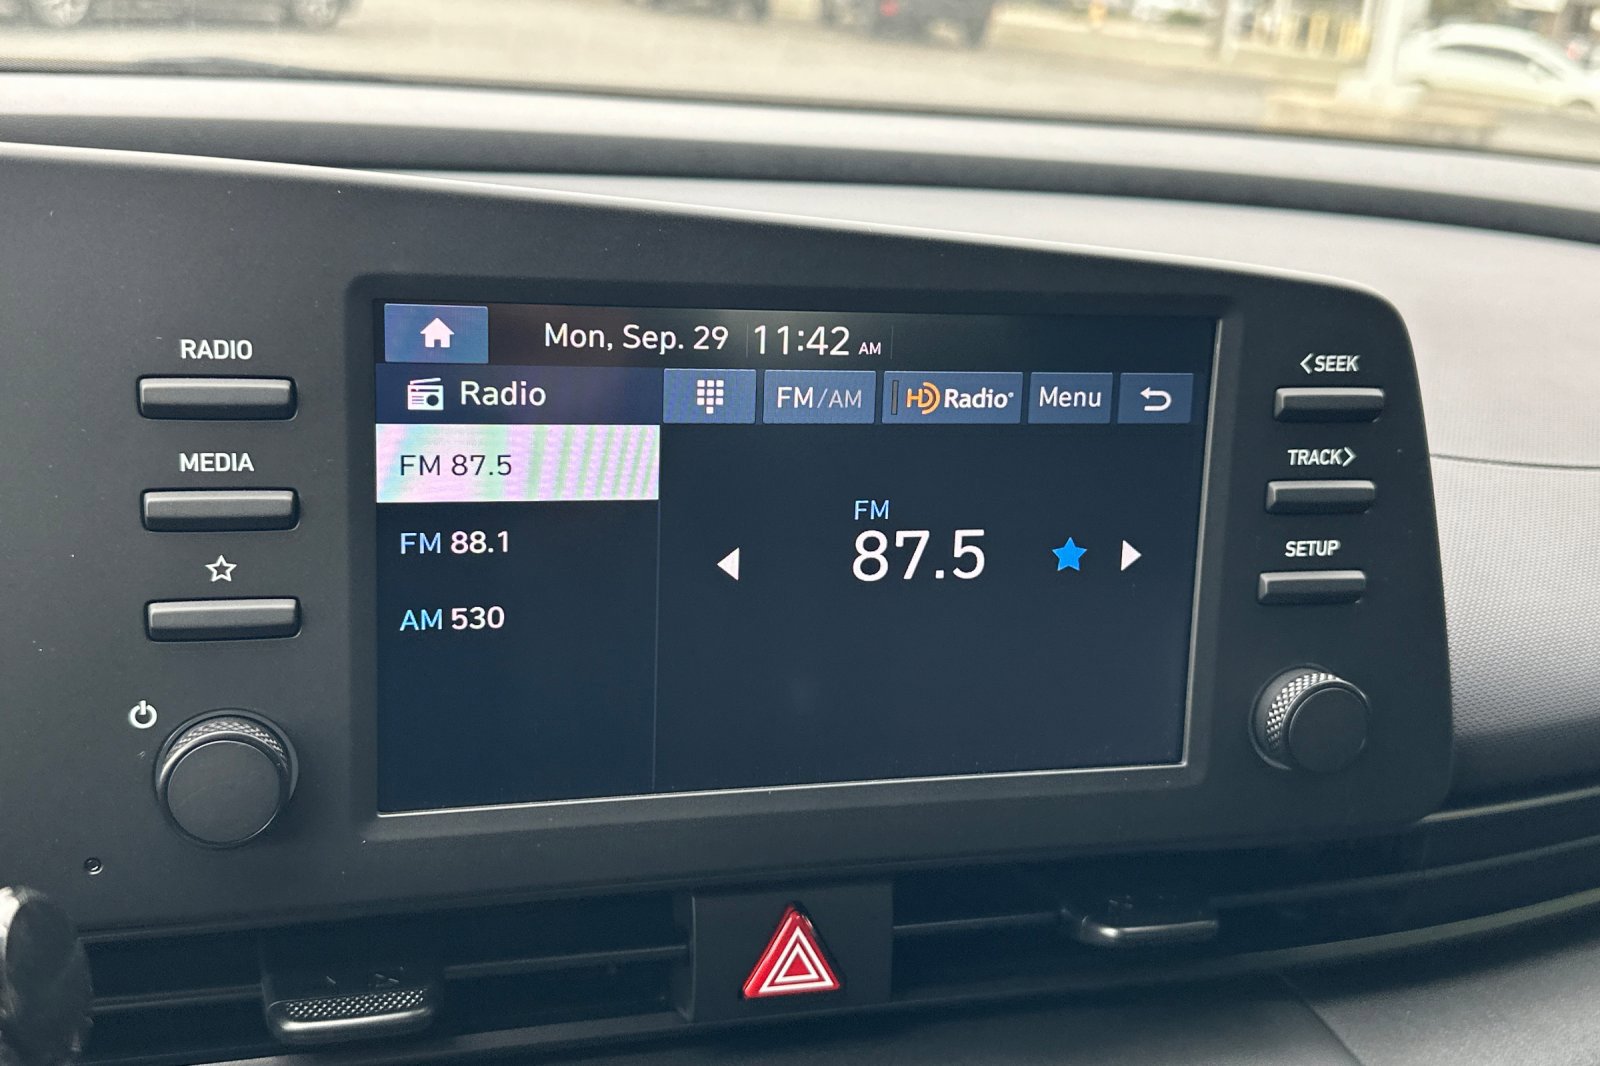 RADIO
MEDIA
Mon, Sep. 29 11:42 AM
Radio
FM/AM
HD Radio
Menu
FM 87.5
FM 88.1
AM 530
FM
87.5
<SEEK
TRACK>
SETUP